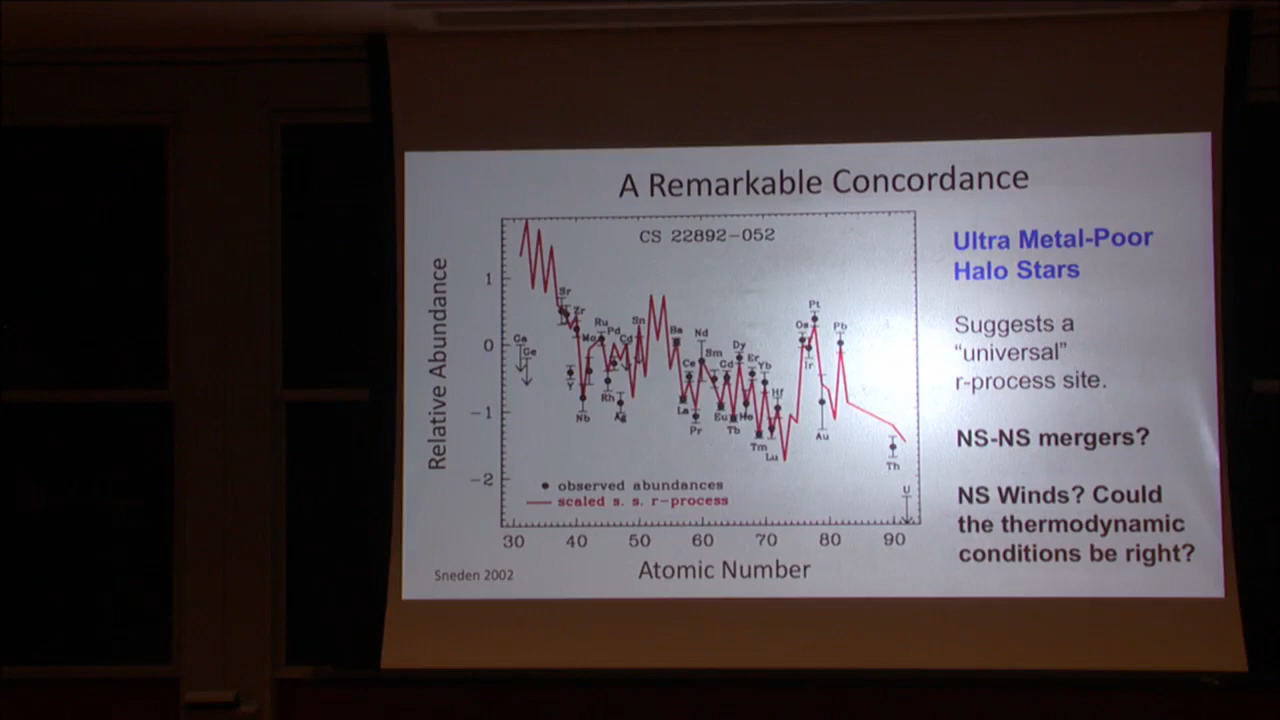 A Remarkable Concordance
CS 22892-052
Relative Abundance
1
0
-1
-2
Sr
Zr
Ga
Ge
Y
Nb
Mo
Ru
Rh
Pd
Ag
Cd
Sn
Ba
La
Ce
Pr
Nd
Sm
Eu
Gd
Tb
Dy
Ho
Er
Tm
Yb
Lu
Hf
Os
Ir
Pt
Au
Pb
Th
U
observed abundances
scaled s. s. r-process
30 40 50 60 70 80 90
Atomic Number
Sneden 2002
Ultra Metal-Poor
Halo Stars
Suggests a
“universal”
r-process site.
NS-NS mergers?
NS Winds? Could
the thermodynamic
conditions be right?